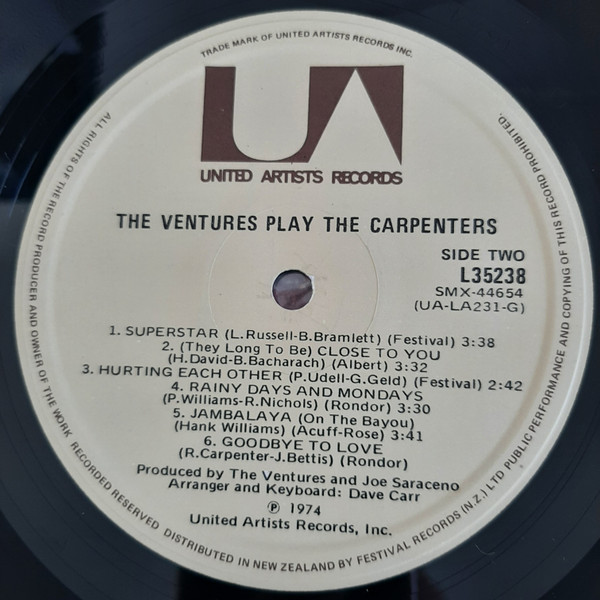 TRADE MARK OF UNITED ARTISTS RECORDS INC.
UA
UNITED ARTISTS RECORDS
THE VENTURES PLAY THE CARPENTERS
SIDE TWO
L35238
SMX-44654
(UA-LA231-G)
1. SUPERSTAR (L.Russell-B.Bramlett) (Festival) 3:38
2. (They Long To Be) CLOSE TO YOU
(H.David-B.Bacharach) (Albert) 3:32
3. HURTING EACH OTHER (P.Udell-G.Geld) (Festival) 2:42
4. RAINY DAYS AND MONDAYS
(P.Williams-R.Nichols) (Rondor) 3:30
5. JAMBALAYA (On The Bayou)
(Hank Williams) (Acuff-Rose) 3:41
6. GOODBYE TO LOVE
(R.Carpenter-J.Bettis) (Rondor)
Produced by The Ventures and Joe Saraceno
Arranger and Keyboard: Dave Carr
℗ 1974
United Artists Records, Inc.
ALL RIGHTS OF THE RECORD PRODUCER AND OWNER OF THE WORK RECORDED RESERVED DISTRIBUTED IN NEW ZEALAND BY FESTIVAL RECORDS (N.Z.) LTD PUBLIC PERFORMANCE AND COPYING OF THIS RECORD PROHIBITED.